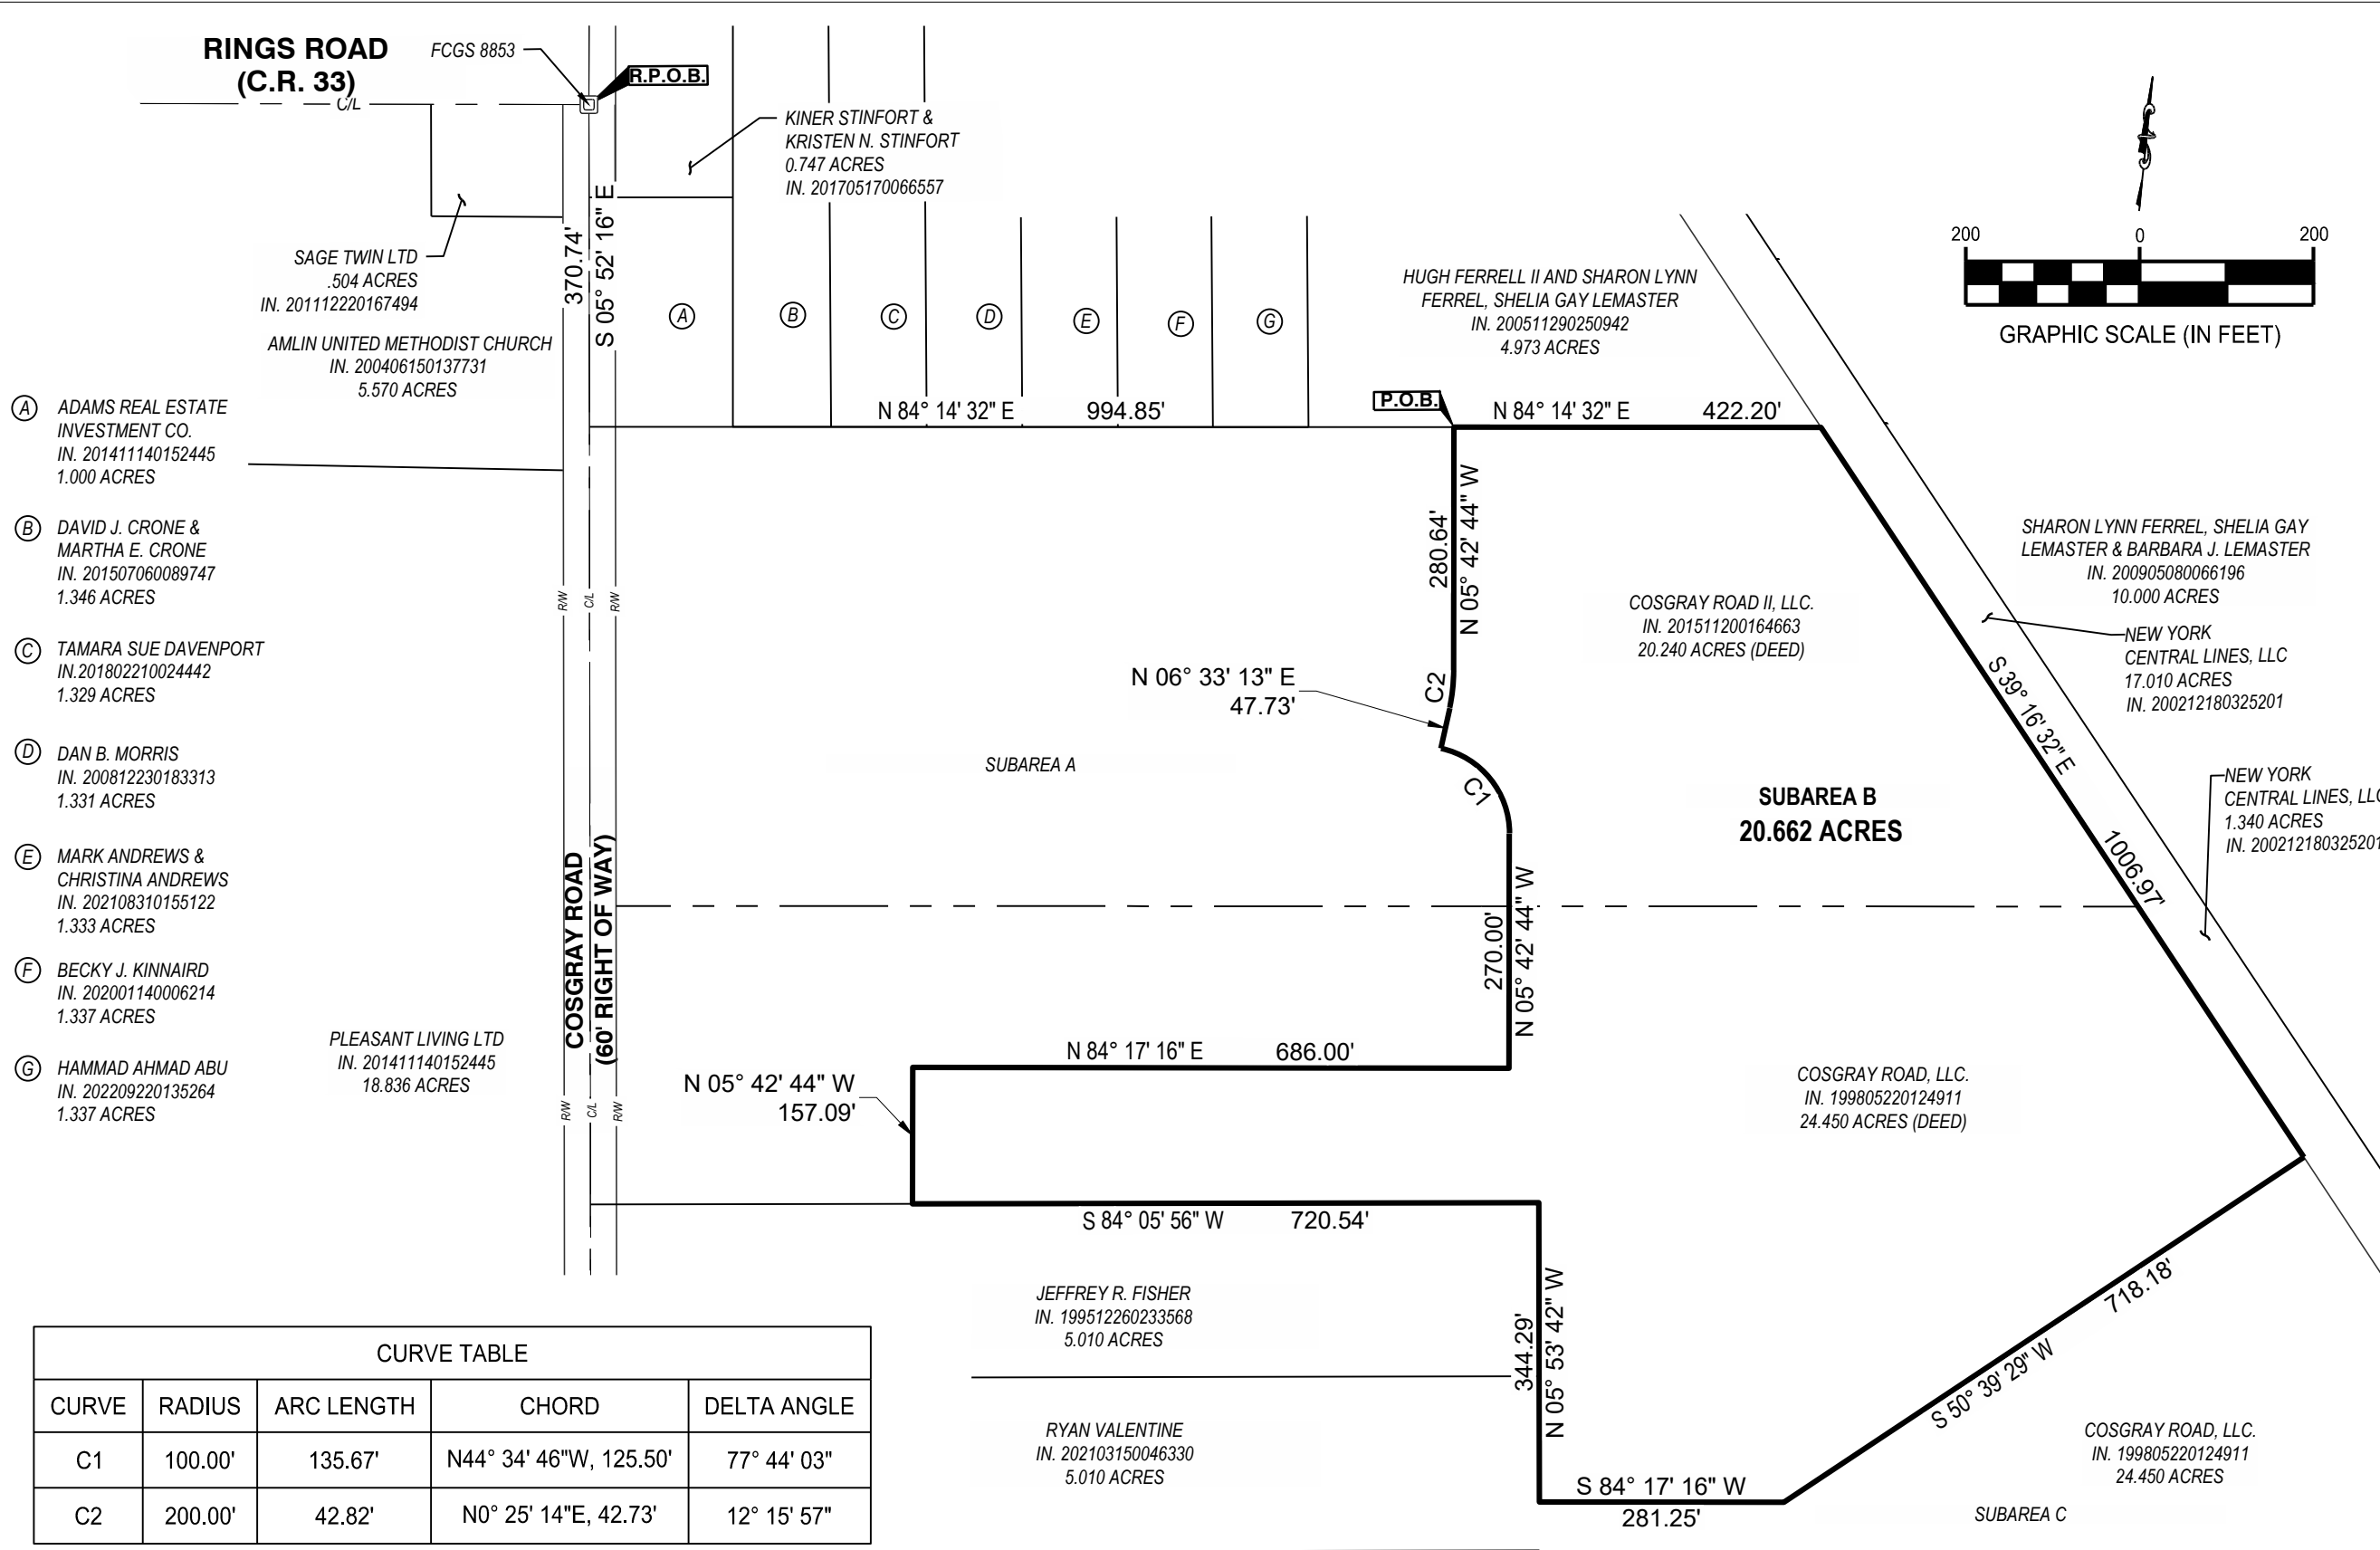 RINGS ROAD
(C.R. 33)
C/L
FCGS 8853
R.P.O.B.
KINER STINFORT &
KRISTEN N. STINFORT
0.747 ACRES
IN. 201705170066557
SAGE TWIN LTD
.504 ACRES
IN. 201112220167494
AMLIN UNITED METHODIST CHURCH
IN. 200406150137731
5.570 ACRES
370.74'
S 05° 52' 16" E
A
B
C
D
E
F
G
HUGH FERRELL II AND SHARON LYNN
FERREL, SHELIA GAY LEMASTER
IN. 200511290250942
4.973 ACRES
200 0 200
GRAPHIC SCALE (IN FEET)
A ADAMS REAL ESTATE
INVESTMENT CO.
IN. 201411140152445
1.000 ACRES
B DAVID J. CRONE &
MARTHA E. CRONE
IN. 201507060089747
1.346 ACRES
C TAMARA SUE DAVENPORT
IN.201802210024442
1.329 ACRES
D DAN B. MORRIS
IN. 200812230183313
1.331 ACRES
E MARK ANDREWS &
CHRISTINA ANDREWS
IN. 202108310155122
1.333 ACRES
F BECKY J. KINNAIRD
IN. 202001140006214
1.337 ACRES
G HAMMAD AHMAD ABU
IN. 202209220135264
1.337 ACRES
N 84° 14' 32" E 994.85'
P.O.B.
N 84° 14' 32" E 422.20'
280.64'
N 05° 42' 44" W
R/W
C/L
R/W
N 06° 33' 13" E
47.73'
C2
C1
SUBAREA A
COSGRAY ROAD II, LLC.
IN. 201511200164663
20.240 ACRES (DEED)
SUBAREA B
20.662 ACRES
SHARON LYNN FERREL, SHELIA GAY
LEMASTER & BARBARA J. LEMASTER
IN. 200905080066196
10.000 ACRES
NEW YORK
CENTRAL LINES, LLC
17.010 ACRES
IN. 200212180325201
S 39° 16' 32" E
1006.97'
NEW YORK
CENTRAL LINES, LLC
1.340 ACRES
IN. 200212180325201
COSGRAY ROAD
(60' RIGHT OF WAY)
270.00'
N 05° 42' 44" W
PLEASANT LIVING LTD
IN. 201411140152445
18.836 ACRES
R/W
C/L
R/W
N 84° 17' 16" E 686.00'
N 05° 42' 44" W
157.09'
COSGRAY ROAD, LLC.
IN. 199805220124911
24.450 ACRES (DEED)
S 84° 05' 56" W 720.54'
JEFFREY R. FISHER
IN. 199512260233568
5.010 ACRES
344.29'
N 05° 53' 42" W
RYAN VALENTINE
IN. 202103150046330
5.010 ACRES
718.18'
S 50° 39' 29" W
S 84° 17' 16" W
281.25'
COSGRAY ROAD, LLC.
IN. 199805220124911
24.450 ACRES
SUBAREA C
CURVE TABLE
CURVE RADIUS ARC LENGTH CHORD DELTA ANGLE
C1 100.00' 135.67' N44° 34' 46"W, 125.50' 77° 44' 03"
C2 200.00' 42.82' N0° 25' 14"E, 42.73' 12° 15' 57"